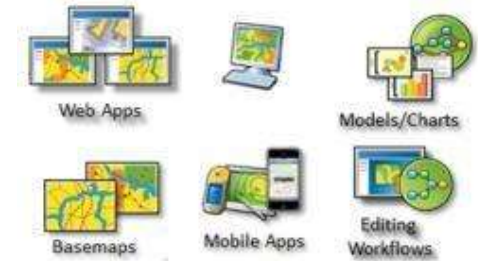 Web Apps
Models/Charts
Basemaps
Mobile Apps
Editing
Workflows